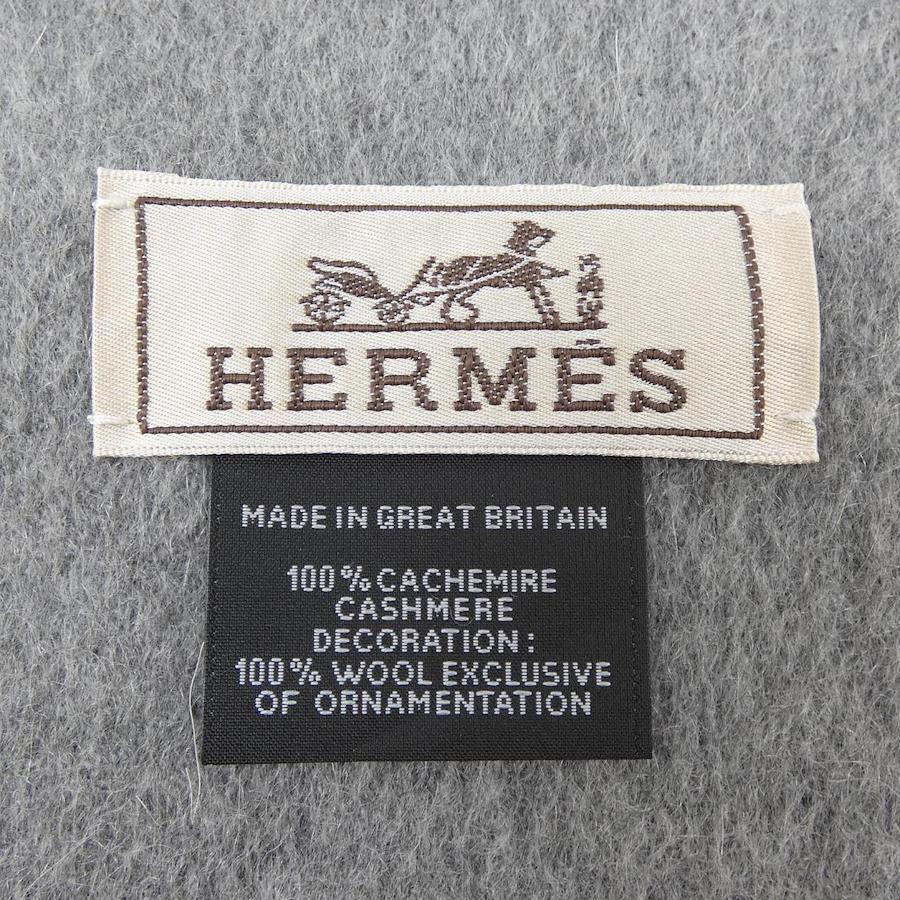 HERMÈS
MADE IN GREAT BRITAIN
100% CACHEMIRE
CASHMERE
DECORATION:
100% WOOL EXCLUSIVE
OF ORNAMENTATION